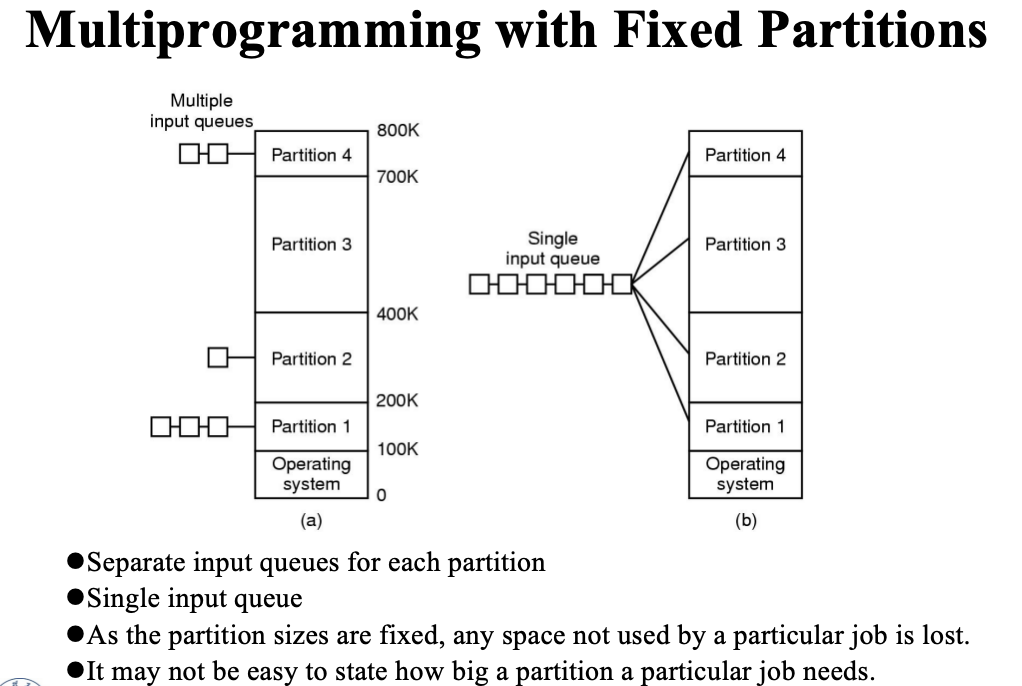 Multiprogramming with Fixed Partitions
Multiple
input queues
800K
Partition 4
700K
Partition 3
400K
Partition 2
200K
Partition 1
100K
Operating
system
0
(a)
Single
input queue
Partition 4
Partition 3
Partition 2
Partition 1
Operating
system
(b)
●Separate input queues for each partition
●Single input queue
●As the partition sizes are fixed, any space not used by a particular job is lost.
●It may not be easy to state how big a partition a particular job needs.